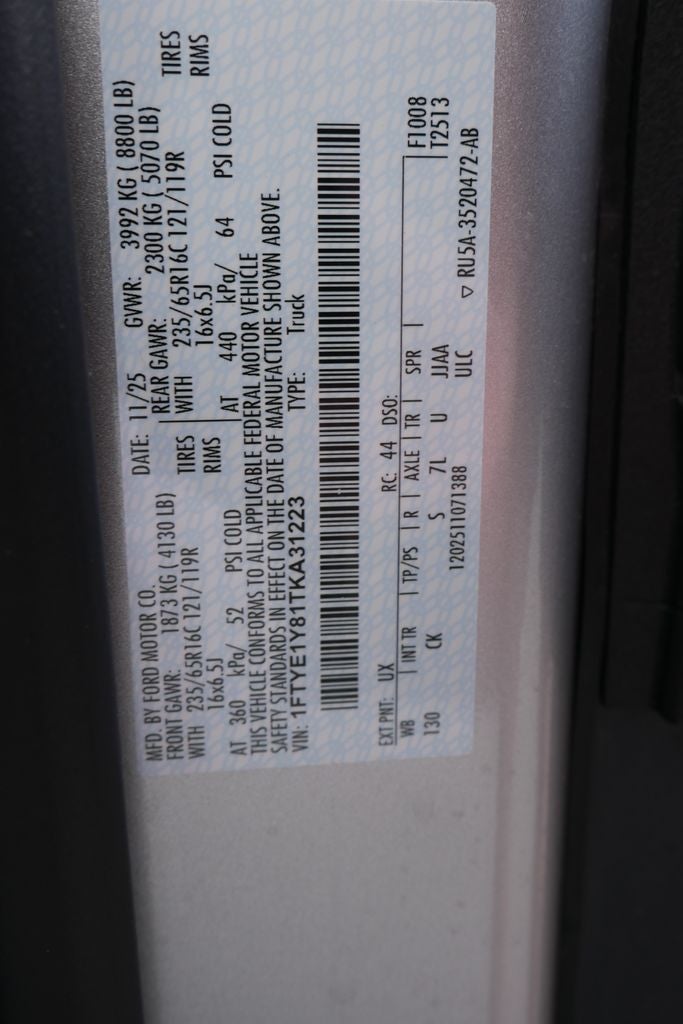 MFD. BY FORD MOTOR CO. DATE: 11/25 GVWR: 3992 KG ( 8800 LB)
FRONT GAWR: 1873 KG ( 4130 LB) REAR GAWR: 2300 KG ( 5070 LB)
WITH 235/65R16C 121/119R TIRES WITH 235/65R16C 121/119R TIRES
16x6.5J RIMS 16x6.5J RIMS
AT 360 kPa/ 52 PSI COLD AT 440 kPa/ 64 PSI COLD
THIS VEHICLE CONFORMS TO ALL APPLICABLE FEDERAL MOTOR VEHICLE
SAFETY STANDARDS IN EFFECT ON THE DATE OF MANUFACTURE SHOWN ABOVE.
VIN: 1FTYE1Y81TKA31223 TYPE: Truck
EXT PNT: UX RC: 44 DSO:
WB INT TR TP/PS R AXLE TR SPR F1008
130 CK S 7L U JJAA T2513
1202511071388 ULC
▽ RU5A-3520472-AB